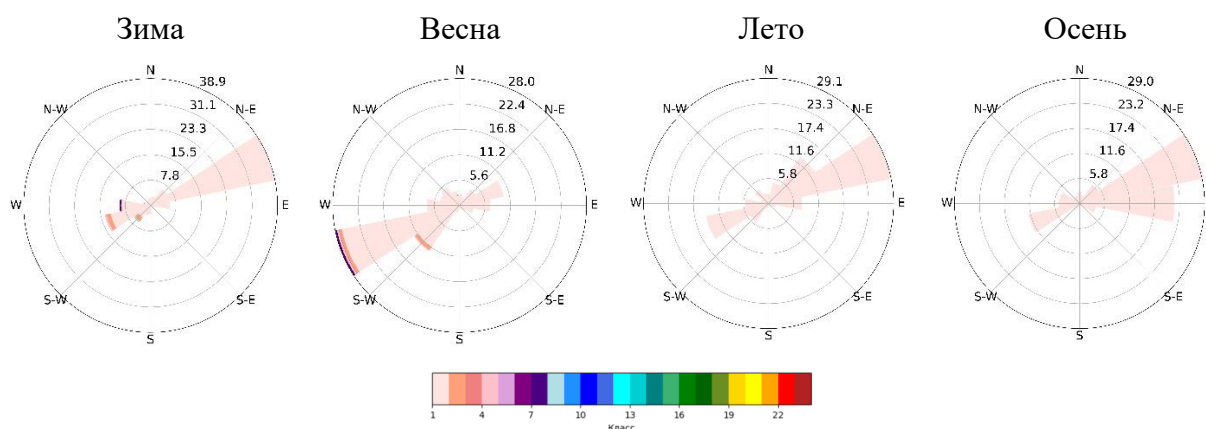 Зима Весна Лето Осень
N N N N
38.9 28.0 29.1 29.0
N-W N-E N-W N-E N-W N-E N-W N-E
31.1 22.4 23.3 23.2
23.3 16.8 17.4 17.4
15.5 11.2 11.6 11.6
7.8 5.6 5.8 5.8
W E W E W E W E
S-W S-E S-W S-E S-W S-E S-W S-E
S S S S
1 4 7 10 13 16 19 22
Класс